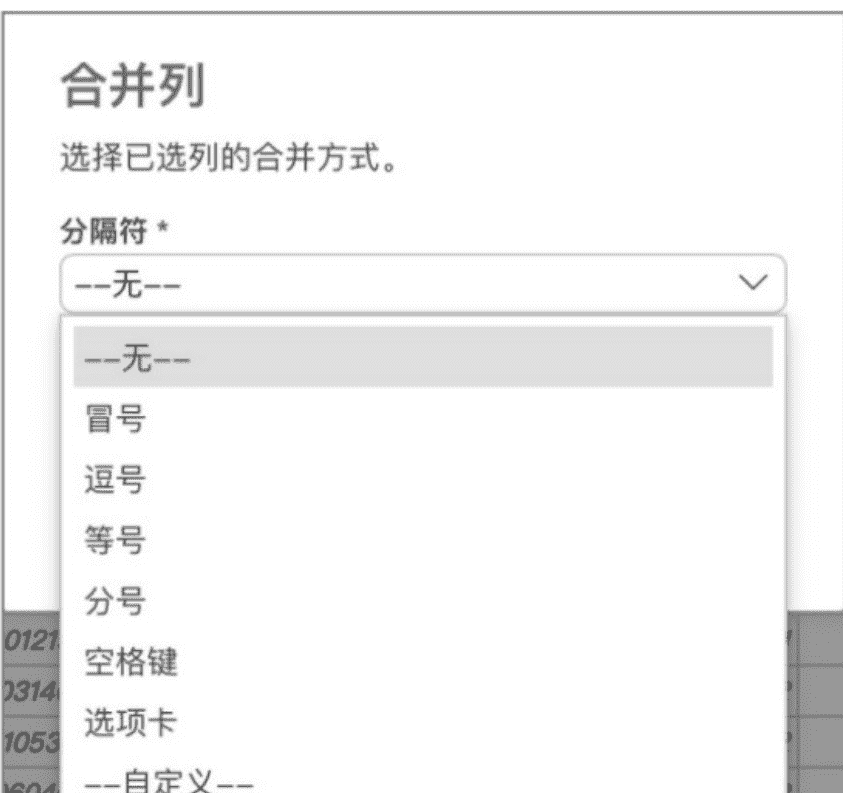 合并列
选择已选列的合并方式。
分隔符 *
--无--
--无--
冒号
逗号
等号
分号
空格键
选项卡
--自定义--